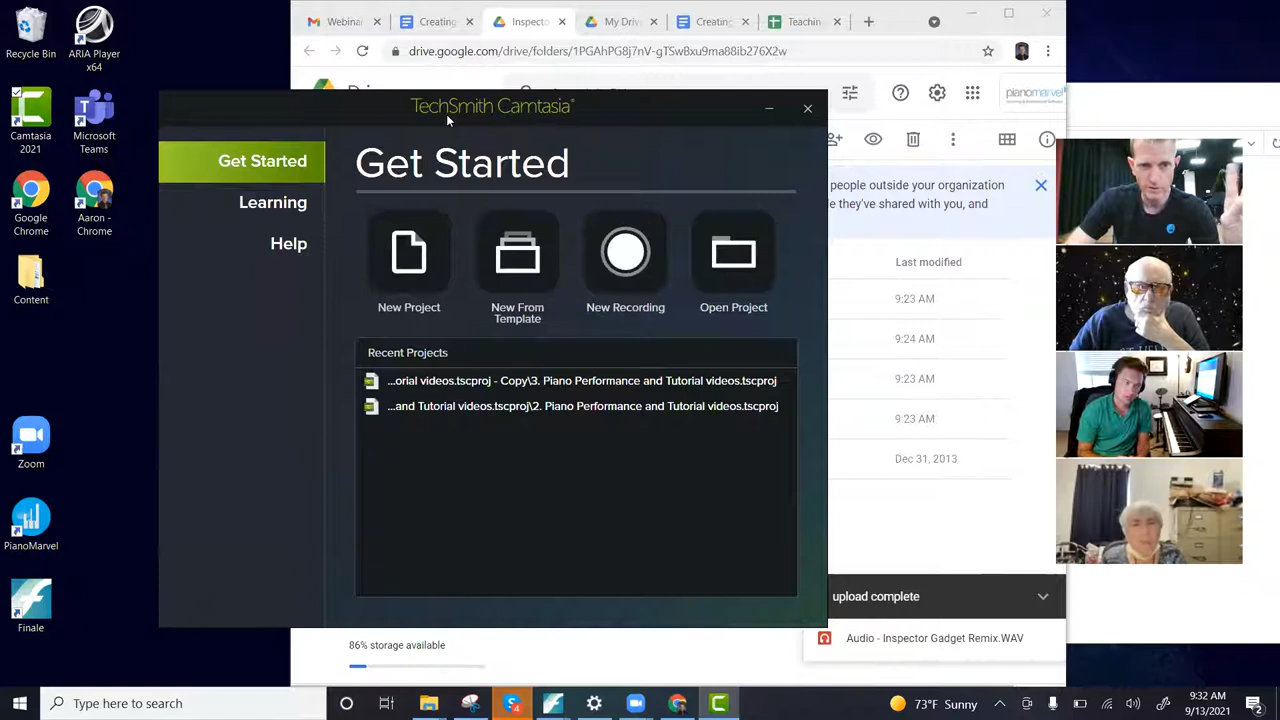 Recycle Bin
ARIA Player
x64
Camtasia
2021
Microsoft
Teams
Google
Chrome
Aaron -
Chrome
Content
Zoom
PianoMarvel
Finale
Webinar
Creating
Inspecto
My Drive
Creating
Teachin
drive.google.com/drive/folders/1PGAhPG8j7nV-gTSwBxu9ma88ib276X2w
pianomarvel
TechSmith Camtasia
Get Started
Learning
Help
Get Started
New Project
New From
Template
New Recording
Open Project
Recent Projects
...orial videos.tscproj - Copy\3. Piano Performance and Tutorial videos.tscproj
...and Tutorial videos.tscproj\2. Piano Performance and Tutorial videos.tscproj
people outside your organization
e they've shared with you, and
Last modified
9:23 AM
9:24 AM
9:23 AM
9:23 AM
Dec 31, 2013
upload complete
Audio - Inspector Gadget Remix.WAV
86% storage available
Type here to search
4
73°F Sunny
9:32 AM
9/13/2021
2